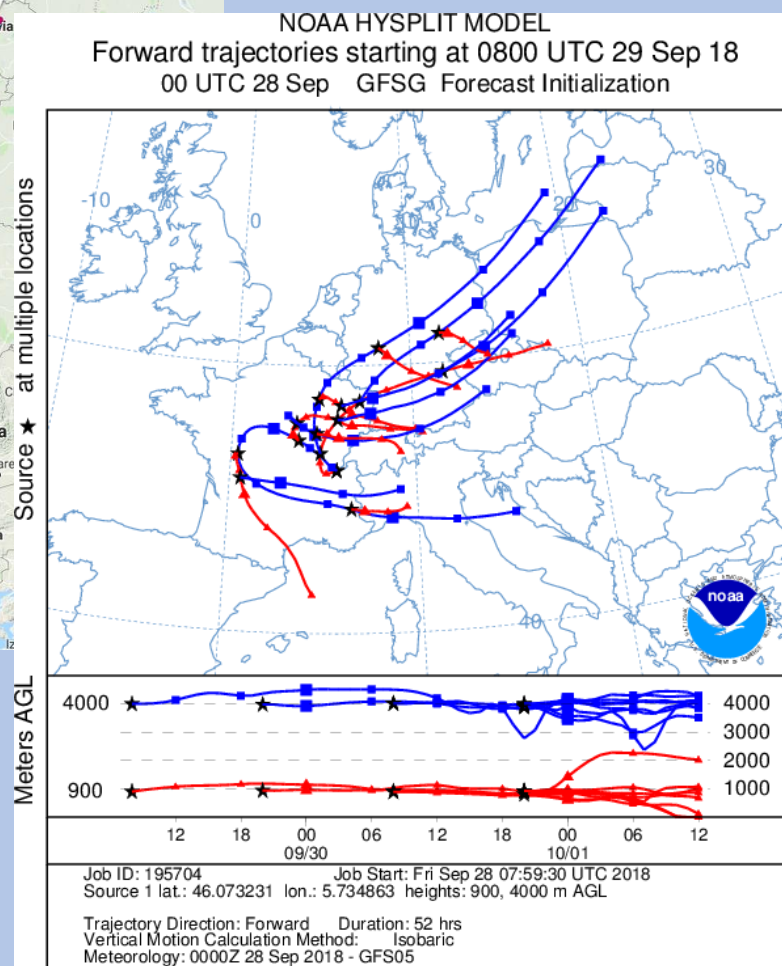 NOAA HYSPLIT MODEL
Forward trajectories starting at 0800 UTC 29 Sep 18
00 UTC 28 Sep GFSG Forecast Initialization
Source ★ at multiple locations
-10
0
10
20
30
40
noaa
Meters AGL
4000
900
4000
3000
2000
1000
12 18 00 06 12 18 00 06 12
09/30 10/01
Job ID: 195704 Job Start: Fri Sep 28 07:59:30 UTC 2018
Source 1 lat.: 46.073231 lon.: 5.734863 heights: 900, 4000 m AGL
Trajectory Direction: Forward Duration: 52 hrs
Vertical Motion Calculation Method: Isobaric
Meteorology: 0000Z 28 Sep 2018 - GFS05